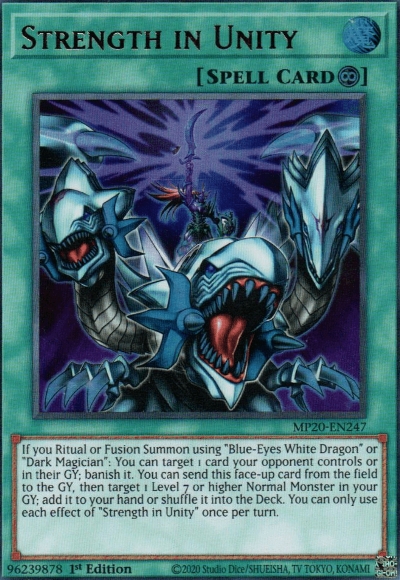 Strength in Unity
[Spell Card]
MP20-EN247
If you Ritual or Fusion Summon using "Blue-Eyes White Dragon" or
"Dark Magician": You can target 1 card your opponent controls or
in their GY; banish it. You can send this face-up card from the field
to the GY, then target 1 Level 7 or higher Normal Monster in your
GY; add it to your hand or shuffle it into the Deck. You can only use
each effect of "Strength in Unity" once per turn.
96239878 1st Edition ©2020 Studio Dice/SHUEISHA, TV TOKYO, KONAMI